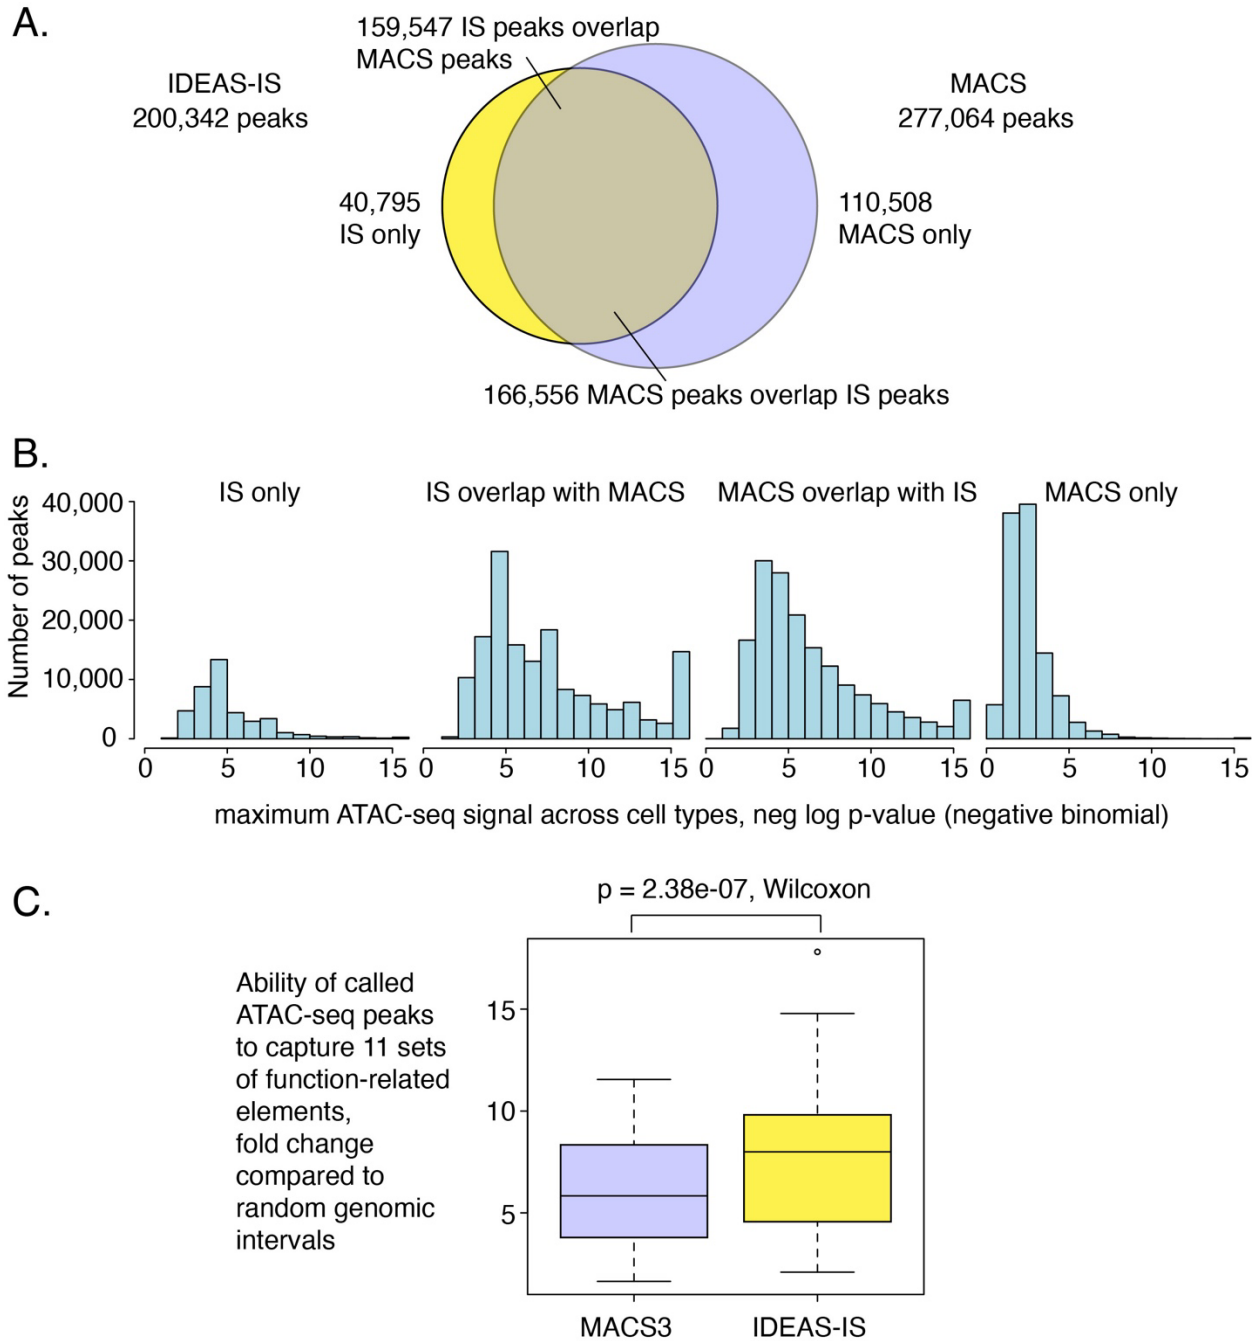 A.
159,547 IS peaks overlap
MACS peaks
IDEAS-IS
200,342 peaks
MACS
277,064 peaks
40,795
IS only
110,508
MACS only
166,556 MACS peaks overlap IS peaks
B.
IS only
IS overlap with MACS
MACS overlap with IS
MACS only
Number of peaks
40,000
30,000
20,000
10,000
0
0 5 10 15
0 5 10 15
0 5 10 15
0 5 10 15
maximum ATAC-seq signal across cell types, neg log p-value (negative binomial)
C.
p = 2.38e-07, Wilcoxon
Ability of called
ATAC-seq peaks
to capture 11 sets
of function-related
elements,
fold change
compared to
random genomic
intervals
15
10
5
MACS3
IDEAS-IS